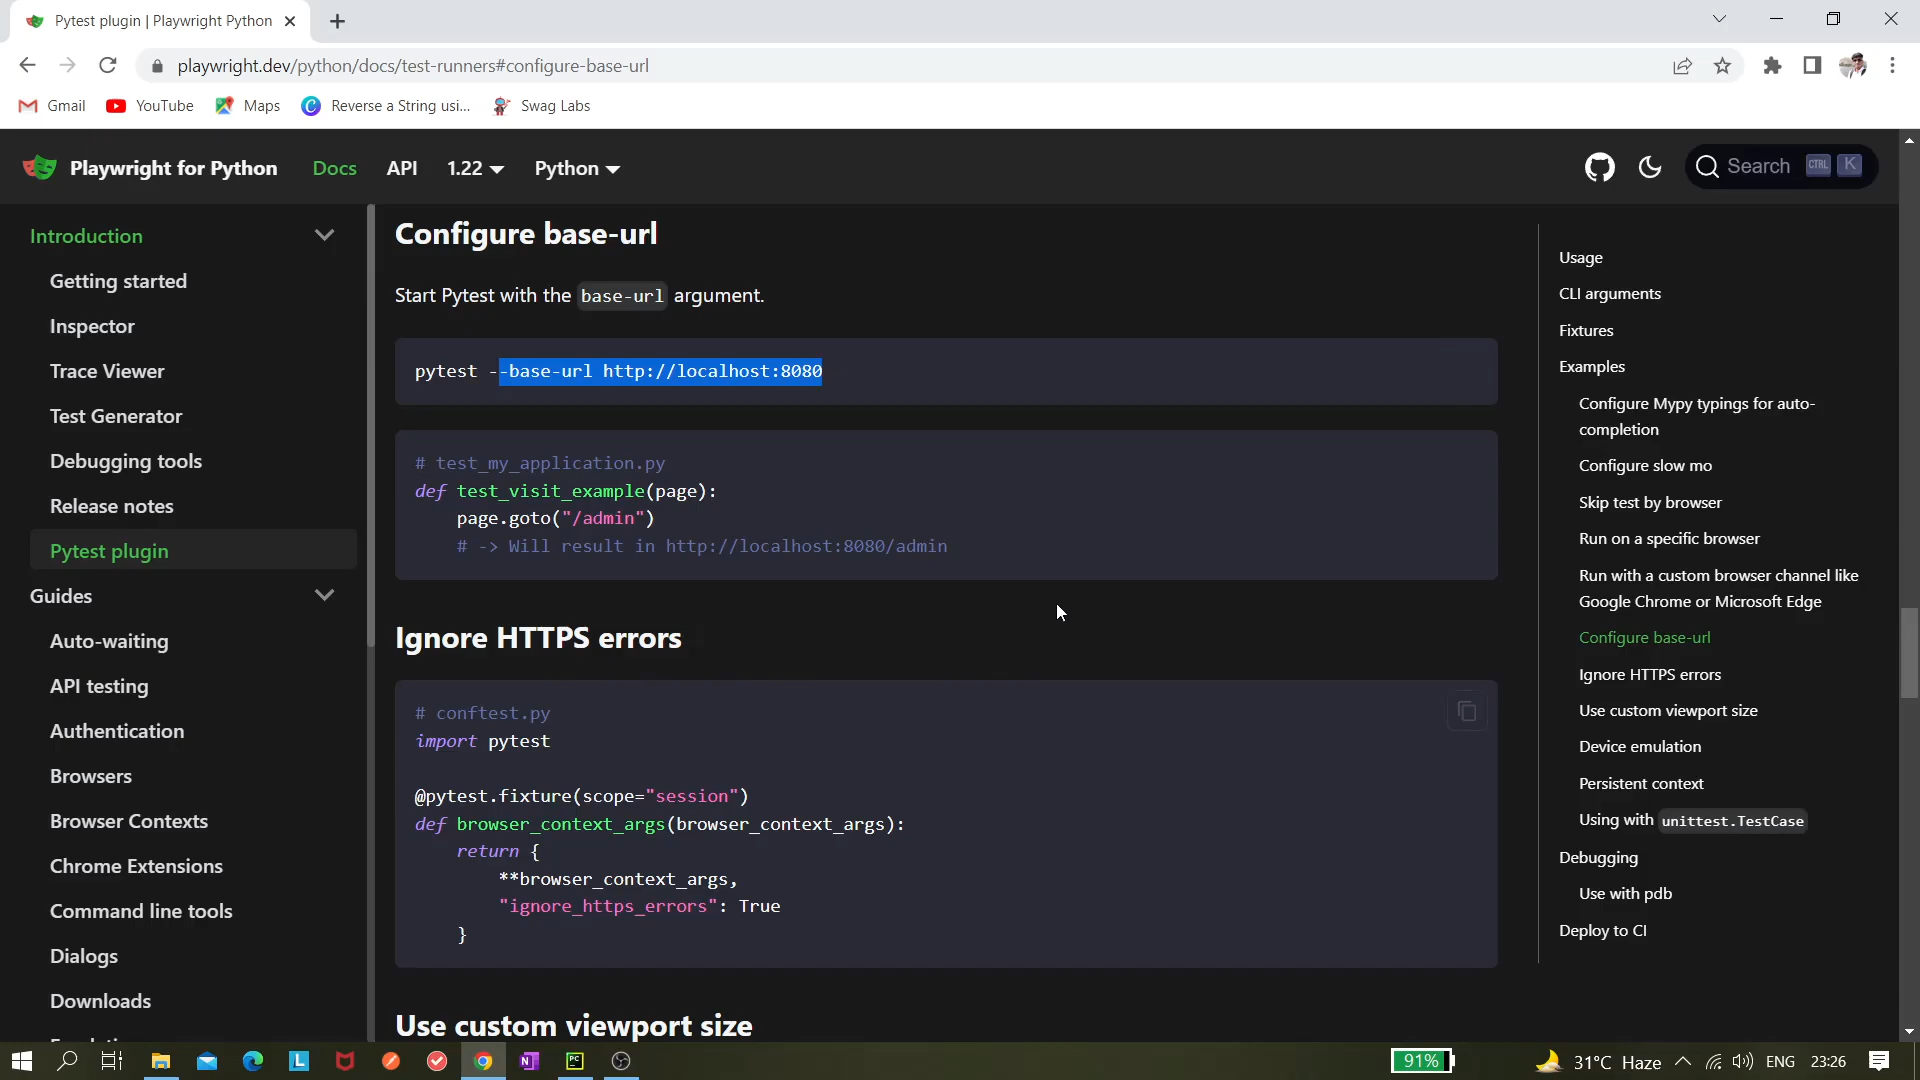 Pytest plugin | Playwright Python
playwright.dev/python/docs/test-runners#configure-base-url
Gmail
YouTube
Maps
Reverse a String usi...
Swag Labs
Playwright for Python
Docs
API
1.22
Python
Search
CTRL
K
Introduction
Getting started
Inspector
Trace Viewer
Test Generator
Debugging tools
Release notes
Pytest plugin
Guides
Auto-waiting
API testing
Authentication
Browsers
Browser Contexts
Chrome Extensions
Command line tools
Dialogs
Downloads
Configure base-url
Start Pytest with the base-url argument.
pytest --base-url http://localhost:8080
# test_my_application.py
def test_visit_example(page):
page.goto("/admin")
# -> Will result in http://localhost:8080/admin
Ignore HTTPS errors
# conftest.py
import pytest
@pytest.fixture(scope="session")
def browser_context_args(browser_context_args):
return {
**browser_context_args,
"ignore_https_errors": True
}
Use custom viewport size
Usage
CLI arguments
Fixtures
Examples
Configure Mypy typings for auto-
completion
Configure slow mo
Skip test by browser
Run on a specific browser
Run with a custom browser channel like
Google Chrome or Microsoft Edge
Configure base-url
Ignore HTTPS errors
Use custom viewport size
Device emulation
Persistent context
Using with unittest.TestCase
Debugging
Use with pdb
Deploy to CI
L
N
PC
91%
31°C Haze
ENG
23:26